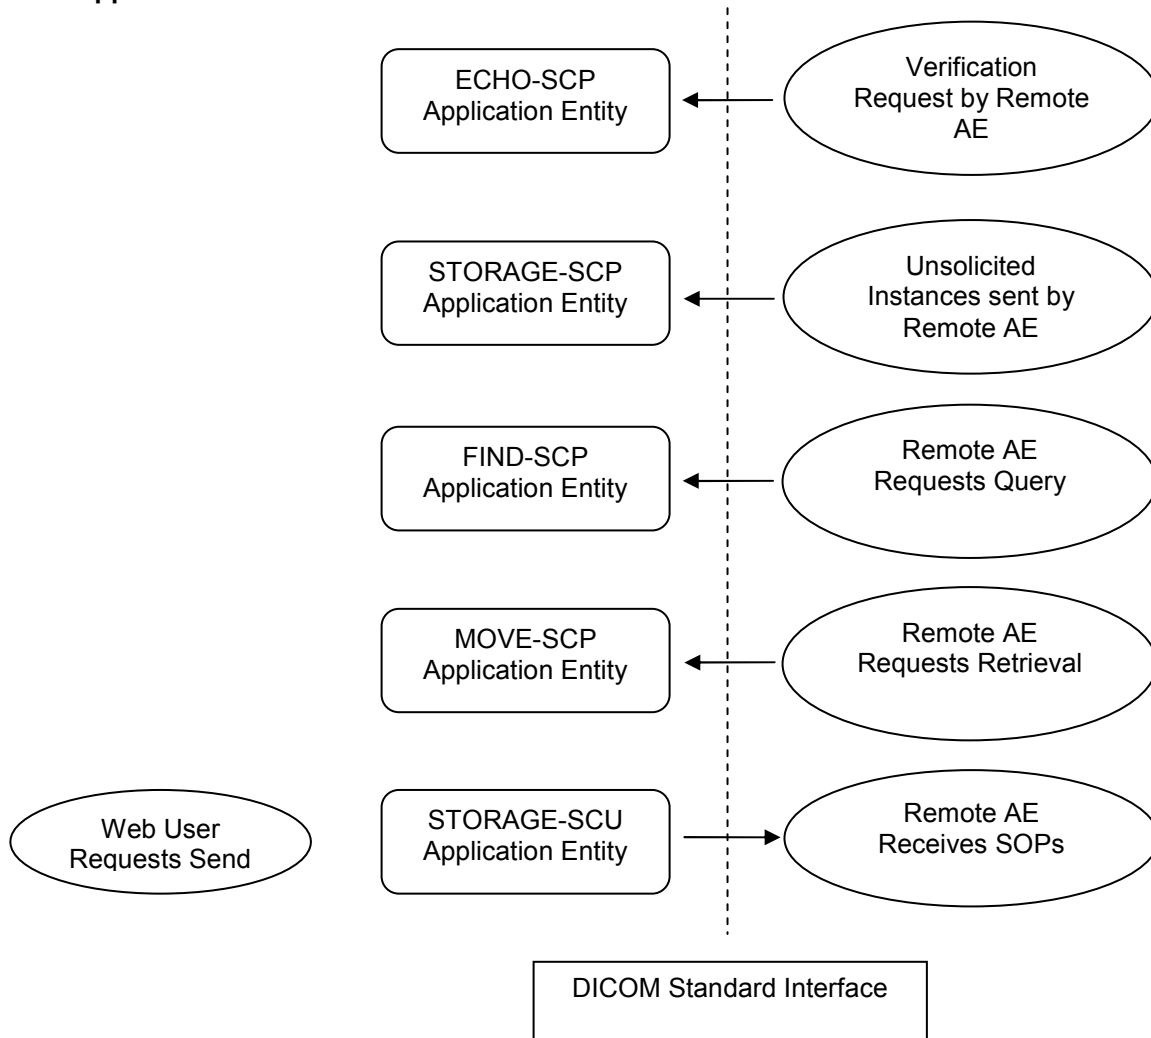 ECHO-SCP
Application Entity
Verification
Request by Remote
AE
STORAGE-SCP
Application Entity
Unsolicited
Instances sent by
Remote AE
FIND-SCP
Application Entity
Remote AE
Requests Query
MOVE-SCP
Application Entity
Remote AE
Requests Retrieval
Web User
Requests Send
STORAGE-SCU
Application Entity
Remote AE
Receives SOPs
DICOM Standard Interface